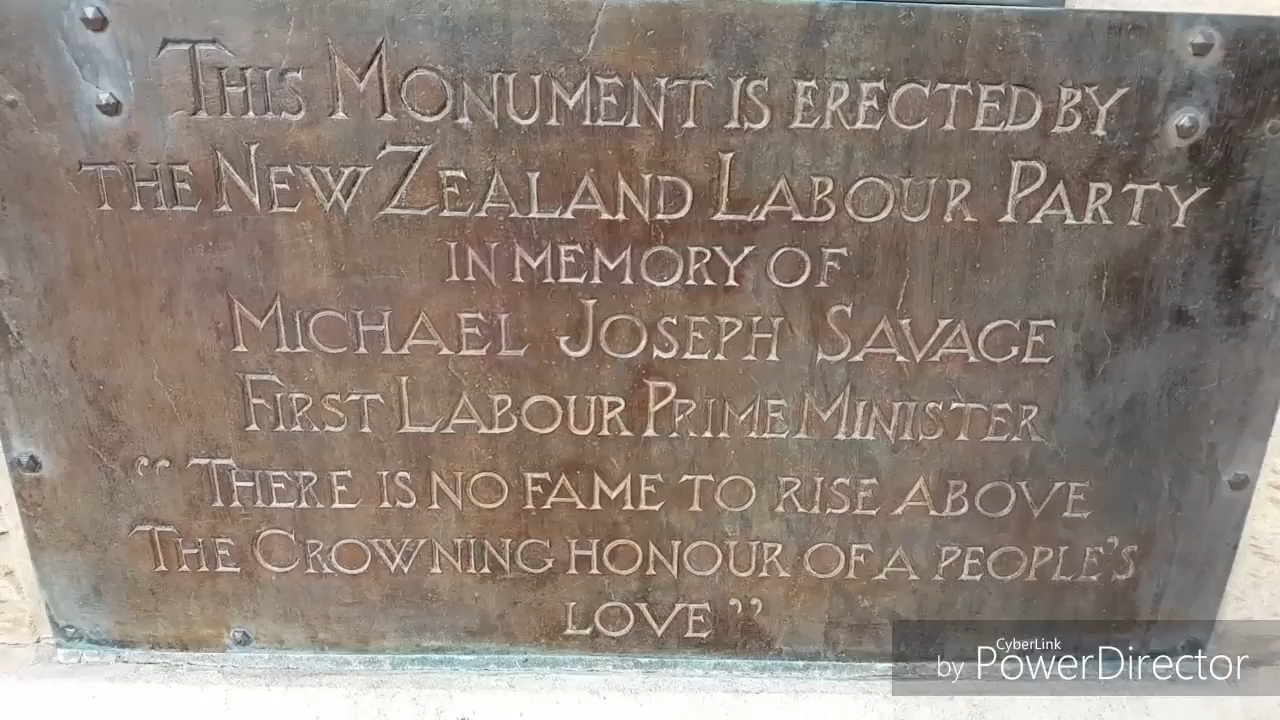 THIS MONUMENT IS ERECTED BY
THE NEW ZEALAND LABOUR PARTY
IN MEMORY OF
MICHAEL JOSEPH SAVAGE
FIRST LABOUR PRIME MINISTER
“ THERE IS NO FAME TO RISE ABOVE
THE CROWNING HONOUR OF A PEOPLE'S
LOVE ”
CyberLink
by PowerDirector